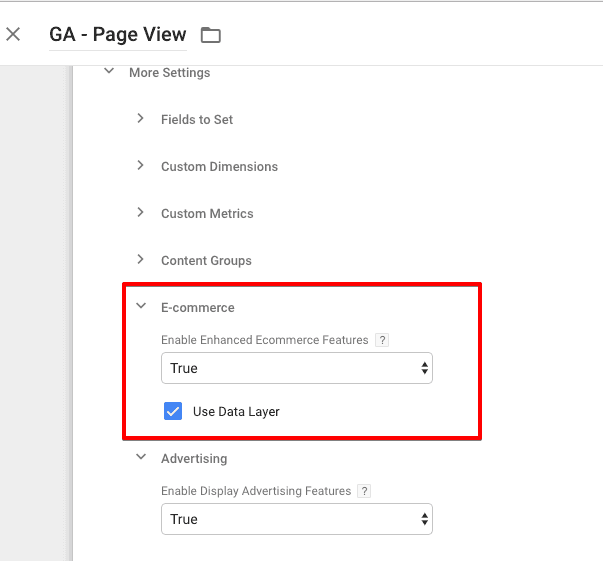 GA - Page View
More Settings
Fields to Set
Custom Dimensions
Custom Metrics
Content Groups
E-commerce
Enable Enhanced Ecommerce Features ?
True
Use Data Layer
Advertising
Enable Display Advertising Features ?
True